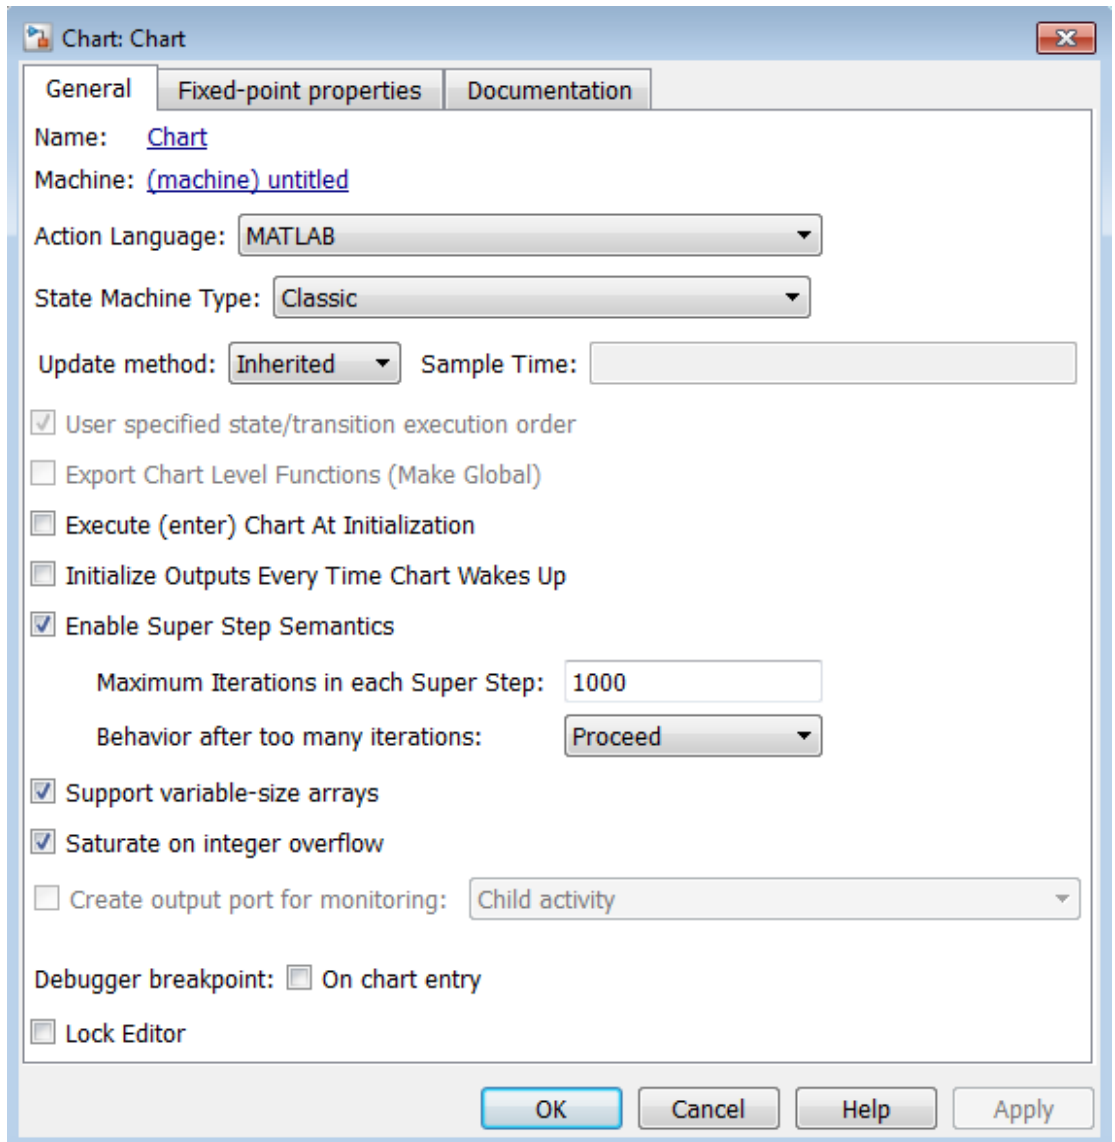 Chart: Chart
General Fixed-point properties Documentation
Name: Chart
Machine: (machine) untitled
Action Language: MATLAB
State Machine Type: Classic
Update method: Inherited Sample Time:
User specified state/transition execution order
Export Chart Level Functions (Make Global)
Execute (enter) Chart At Initialization
Initialize Outputs Every Time Chart Wakes Up
Enable Super Step Semantics
Maximum Iterations in each Super Step: 1000
Behavior after too many iterations: Proceed
Support variable-size arrays
Saturate on integer overflow
Create output port for monitoring: Child activity
Debugger breakpoint: On chart entry
Lock Editor
OK Cancel Help Apply